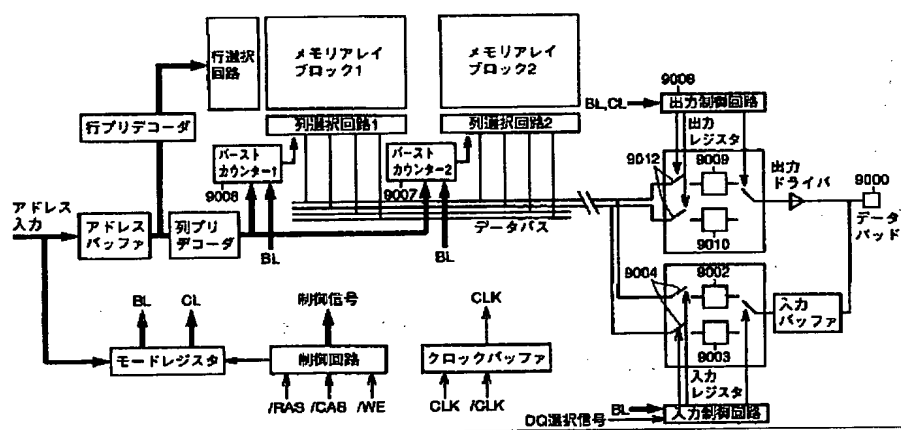 行選択
回路
メモリアレイ
ブロック1
メモリアレイ
ブロック2
9008
BL,CL
出力制御回路
行プリデコーダ
列選択回路1
列選択回路2
出力
レジスタ
バースト
カウンター1
バースト
カウンター2
9012
9009
出力
ドライバ
9000
9006
9007
アドレス
入力
アドレス
バッファ
列プリ
デコーダ
データバス
9010
データ
パッド
BL
BL
9004
9002
BL
CL
制御信号
CLK
入力
バッファ
9003
モードレジスタ
制御回路
クロックバッファ
入力
レジスタ
/RAS
/CAS
/WE
CLK
/CLK
BL
DQ選択信号
入力制御回路